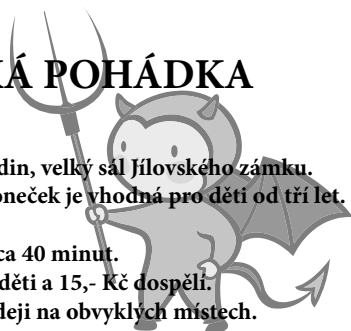 Á POHÁDKA
din, velký sál Jílovského zámku.
oneček je vhodná pro děti od tří let.
ca 40 minut.
děti a 15,- Kč dospělí.
deji na obvyklých místech.